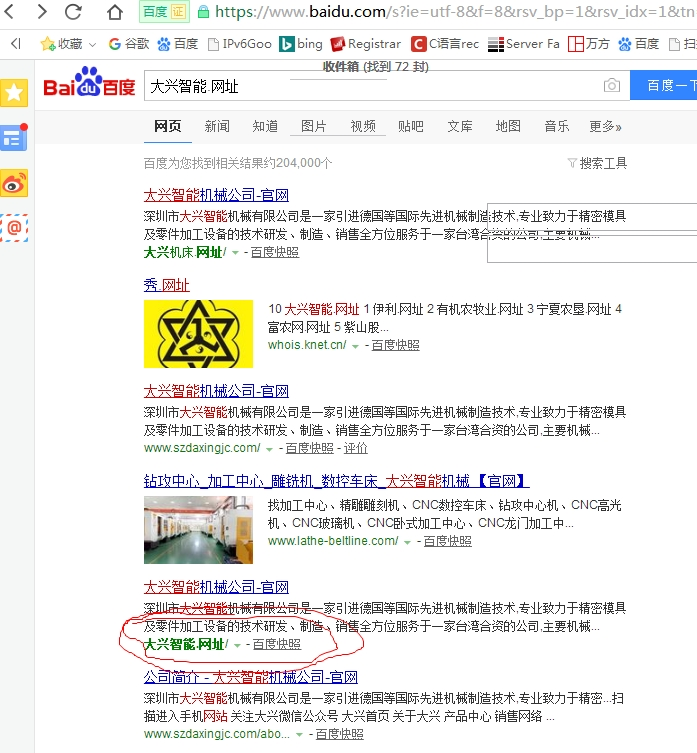 百度 证 https://www.baidu.com/s?ie=utf-8&f=8&rsv_bp=1&rsv_idx=1&tn
收藏 谷歌 百度 IPv6Goo bing Registrar C语言rec Server Fa 万方 百度 扫
收件箱 (找到 72 封)
Bai du 百度 大兴智能.网址 百度一下
网页 新闻 知道 图片 视频 贴吧 文库 地图 音乐 更多»
百度为您找到相关结果约204,000个 搜索工具
大兴智能机械公司-官网
深圳市大兴智能机械有限公司是一家引进德国等国际先进机械制造技术,专业致力于精密模具
及零件加工设备的技术研发、制造、销售全方位服务于一家台湾合资的公司,主要机械...
大兴机床.网址/ - 百度快照
秀.网址
10 大兴智能.网址 1 伊利.网址 2 有机农牧业.网址 3 宁夏农垦.网址 4
富农网.网址 5 紫山股...
whois.knet.cn/ - 百度快照
大兴智能机械公司-官网
深圳市大兴智能机械有限公司是一家引进德国等国际先进机械制造技术,专业致力于精密模具
及零件加工设备的技术研发、制造、销售全方位服务于一家台湾合资的公司,主要机械...
www.szdaxingjc.com/ - 百度快照 - 评价
钻攻中心_加工中心_雕铣机_数控车床_大兴智能机械 【官网】
找加工中心、精雕雕刻机、CNC数控车床、钻攻中心机、CNC高光
机、CNC玻璃机、CNC卧式加工中心、CNC龙门加工中...
www.lathe-beltline.com/ - 百度快照
大兴智能机械公司-官网
深圳市大兴智能机械有限公司是一家引进德国等国际先进机械制造技术,专业致力于精密模具
及零件加工设备的技术研发、制造、销售全方位服务于一家台湾合资的公司,主要机械...
大兴智能.网址/ - 百度快照
公司简介 - 大兴智能机械公司-官网
深圳市大兴智能机械有限公司是一家引进德国等国际先进机械制造技术,专业致力于精密...扫
描进入手机网站 关注大兴微信公众号 大兴首页 关于大兴 产品中心 销售网络 ...
www.szdaxingjc.com/abo... - 百度快照